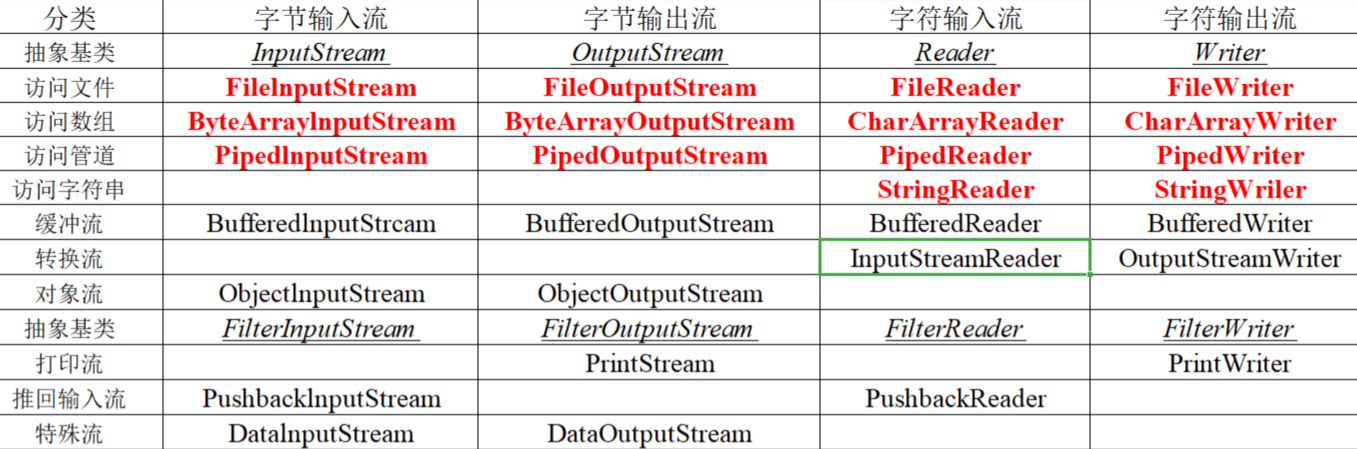 分类 字节输入流 字节输出流 字符输入流 字符输出流
抽象基类 InputStream OutputStream Reader Writer
访问文件 FileInputStream FileOutputStream FileReader FileWriter
访问数组 ByteArrayInputStream ByteArrayOutputStream CharArrayReader CharArrayWriter
访问管道 PipedInputStream PipedOutputStream PipedReader PipedWriter
访问字符串 StringReader StringWriler
缓冲流 BufferedInputStrcam BufferedOutputStream BufferedReader BufferedWriter
转换流 InputStreamReader OutputStreamWriter
对象流 ObjectInputStream ObjectOutputStream
抽象基类 FilterInputStream FilterOutputStream FilterReader FilterWriter
打印流 PrintStream PrintWriter
推回输入流 PushbackInputStream PushbackReader
特殊流 DataInputStream DataOutputStream